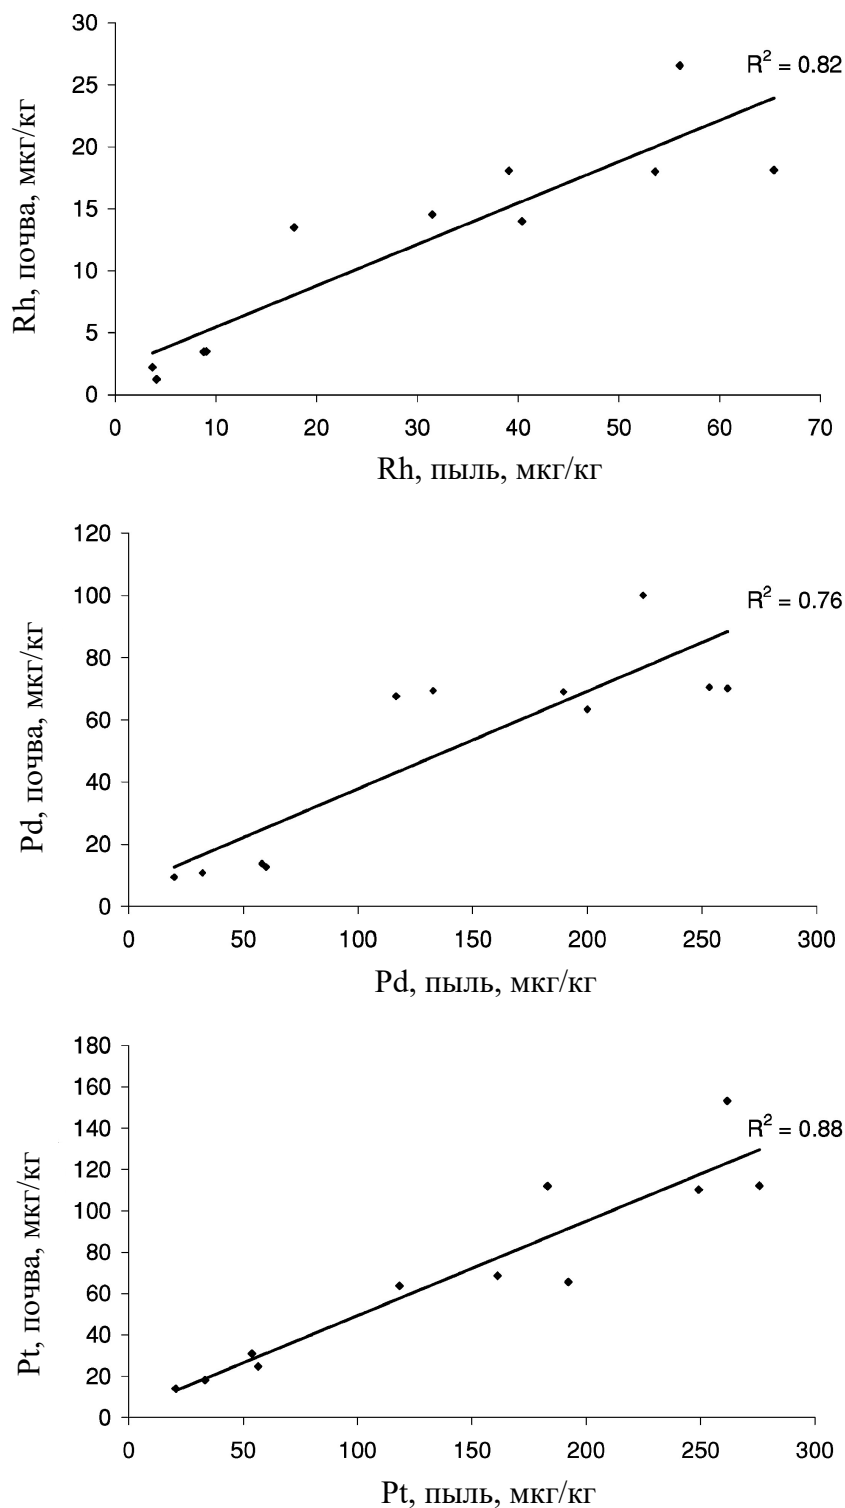 30
25
20
15
10
5
0
Rh, почва, мкг/кг
R² = 0.82
0 10 20 30 40 50 60 70
Rh, пыль, мкг/кг
120
100
80
60
40
20
0
Pd, почва, мкг/кг
R² = 0.76
0 50 100 150 200 250 300
Pd, пыль, мкг/кг
180
160
140
120
100
80
60
40
20
0
Pt, почва, мкг/кг
R² = 0.88
0 50 100 150 200 250 300
Pt, пыль, мкг/кг